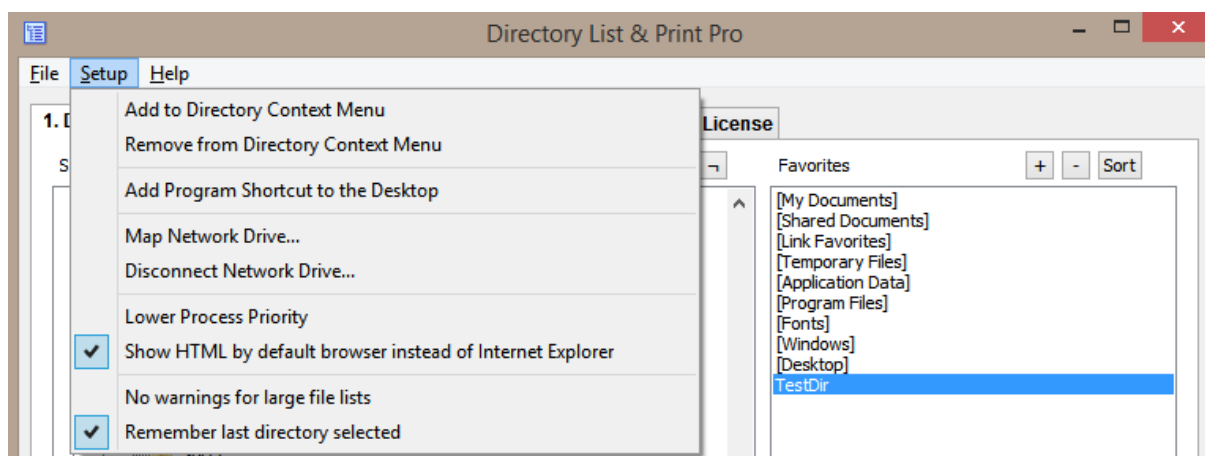 Directory List & Print Pro
File Setup Help
Add to Directory Context Menu
Remove from Directory Context Menu
Add Program Shortcut to the Desktop
Map Network Drive...
Disconnect Network Drive...
Lower Process Priority
Show HTML by default browser instead of Internet Explorer
No warnings for large file lists
Remember last directory selected
1.
License
S
¬
Favorites + - Sort
[My Documents]
[Shared Documents]
[Link Favorites]
[Temporary Files]
[Application Data]
[Program Files]
[Fonts]
[Windows]
[Desktop]
TestDir